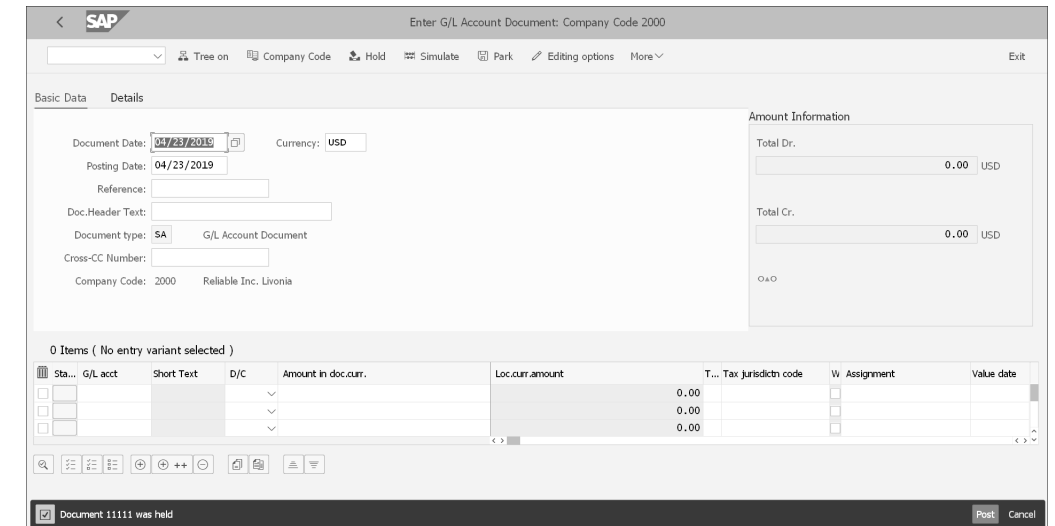 SAP Enter G/L Account Document: Company Code 2000
Tree on Company Code Hold Simulate Park Editing options More Exit
Basic Data Details
Amount Information
Document Date: 04/23/2019 Currency: USD
Total Dr.
Posting Date: 04/23/2019
0.00 USD
Reference:
Doc.Header Text:
Total Cr.
Document type: SA G/L Account Document
0.00 USD
Cross-CC Number:
Company Code: 2000 Reliable Inc. Livonia
0 Items ( No entry variant selected )
Sta... G/L acct Short Text D/C Amount in doc.curr. Loc.curr.amount T... Tax jurisdictn code W Assignment Value date
0.00
0.00
0.00
Document 11111 was held Post Cancel